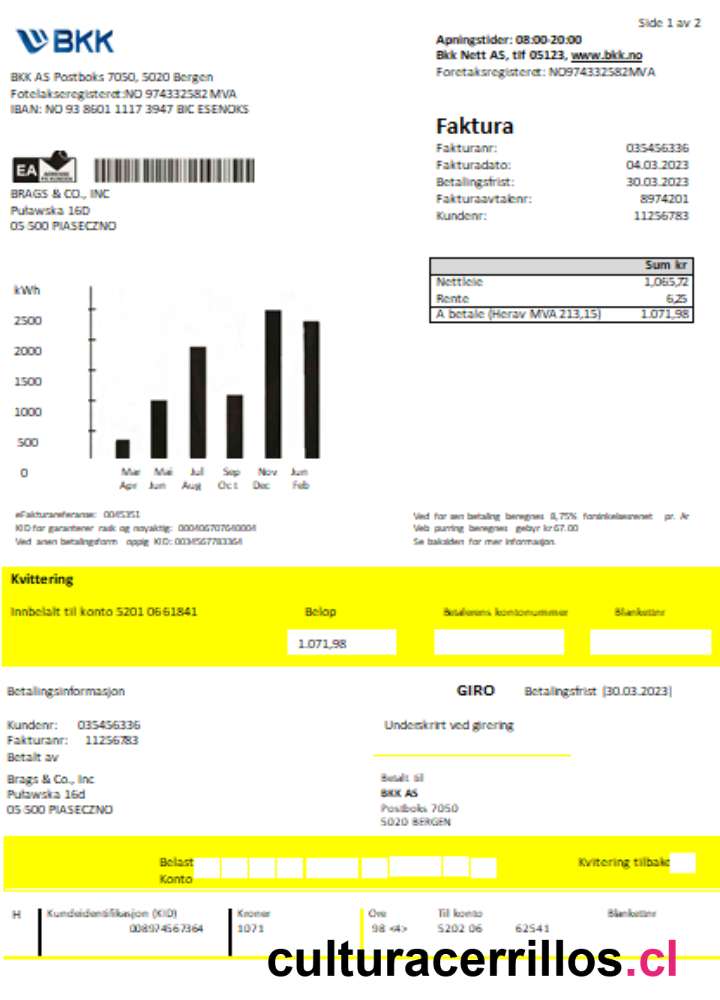 Side 1 av 2
BKK
Apningstider: 08:00-20:00
Bkk Nett AS, tlf 05123, www.bkk.no
Foretaksregisteret: NO974332582MVA
BKK AS Postboks 7050, 5020 Bergen
Fotelakseregisteret:NO 974332582 MVA
IBAN: NO 93 8601 1117 3947 BIC ESENOKS
Faktura
Fakturanr: 035456336
Fakturadato: 04.03.2023
Betalingsfrist: 30.03.2023
Fakturaavtalenr: 8974201
Kundenr: 11256783
EA
BRAGS & CO., INC
Puławska 16D
05 500 PIASECZNO
Sum kr
Nettleie 1,065,72
Rente 6,25
A betale (Herav MVA 213,15) 1.071,98
kWh
2500
2000
1500
1000
500
0
Mar Mai Jul Sep Nov Jun
Apr Jun Aug Oct Dec Feb
eFakturareferanse: 0045351
KID for garanterer rask og noyaktig: 000406707640004
Ved anen betalingsform oppig KID: 0034567783364
Ved for sen betaling beregnes 8,75% forsinkelsesrenet pr. Ar
Veb purring beregnes gebyr kr 67.00
Se baksiden for mer informasjon.
Kvittering
Innbelalt til konto 5201 06 61841 Belop Betalerens kontonummer Blankettnr
1.071,98
Betalingsinformasjon GIRO Betalingsfrist (30.03.2023)
Kundenr: 035456336
Fakturanr: 11256783
Betalt av
Underskrirt ved girering
Brags & Co., Inc
Puławska 16d
05 500 PIASECZNO
Betalt til
BKK AS
Postboks 7050
5020 BERGEN
Belast
Konto
Kvitering tilbake
H Kundeidentifikasjon (KID) Kroner Ore Til konto Blankettnr
008974567364 1071 98 <4> 5202 06 62541
culturacerrillos.cl